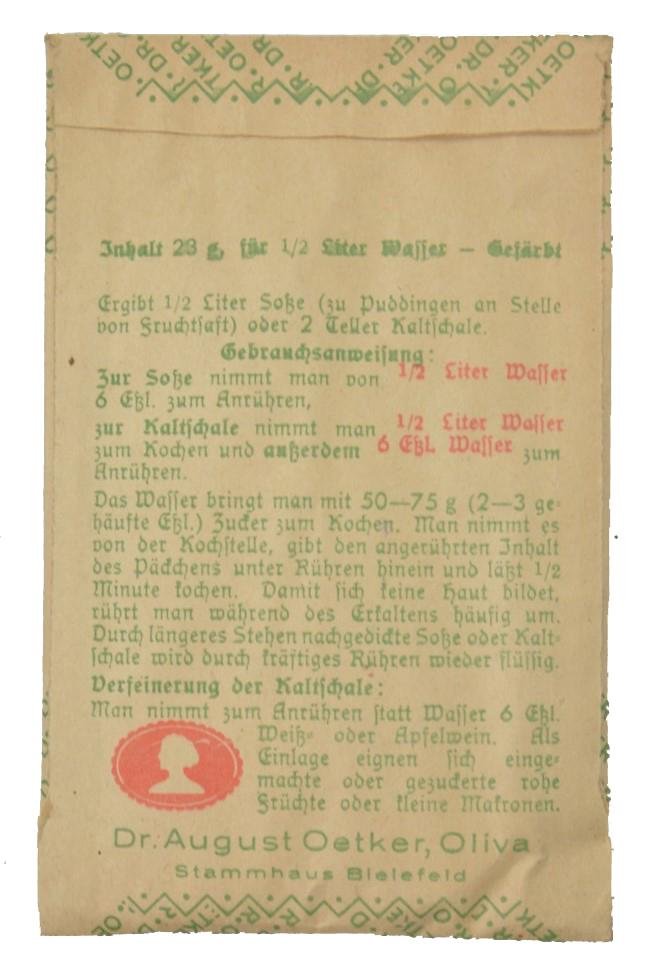 Inhalt 23 g, für 1/2 Liter Wasser – Gefärbt
Ergibt 1/2 Liter Soße (zu Puddingen an Stelle
von Fruchtsaft) oder 2 Teller Kaltschale.
Gebrauchsanweisung:
Zur Soße nimmt man von 1/2 Liter Wasser
6 Eßl. zum Anrühren,
zur Kaltschale nimmt man 1/2 Liter Wasser
zum Kochen und außerdem 6 Eßl. Wasser zum
Anrühren.
Das Wasser bringt man mit 50—75 g (2—3 ge-
häufte Eßl.) Zucker zum Kochen. Man nimmt es
von der Kochstelle, gibt den angerührten Inhalt
des Päckchens unter Rühren hinein und läßt 1/2
Minute kochen. Damit sich keine Haut bildet,
rührt man während des Erkaltens häufig um.
Durch längeres Stehen nachgedickte Soße oder Kalt-
schale wird durch kräftiges Rühren wieder flüssig.
Verfeinerung der Kaltschale:
Man nimmt zum Anrühren statt Wasser 6 Eßl.
Weiß- oder Apfelwein. Als
Einlage eignen sich einge-
machte oder gezuckerte rohe
Früchte oder kleine Makronen.
Dr. August Oetker, Oliva
Stammhaus Bielefeld